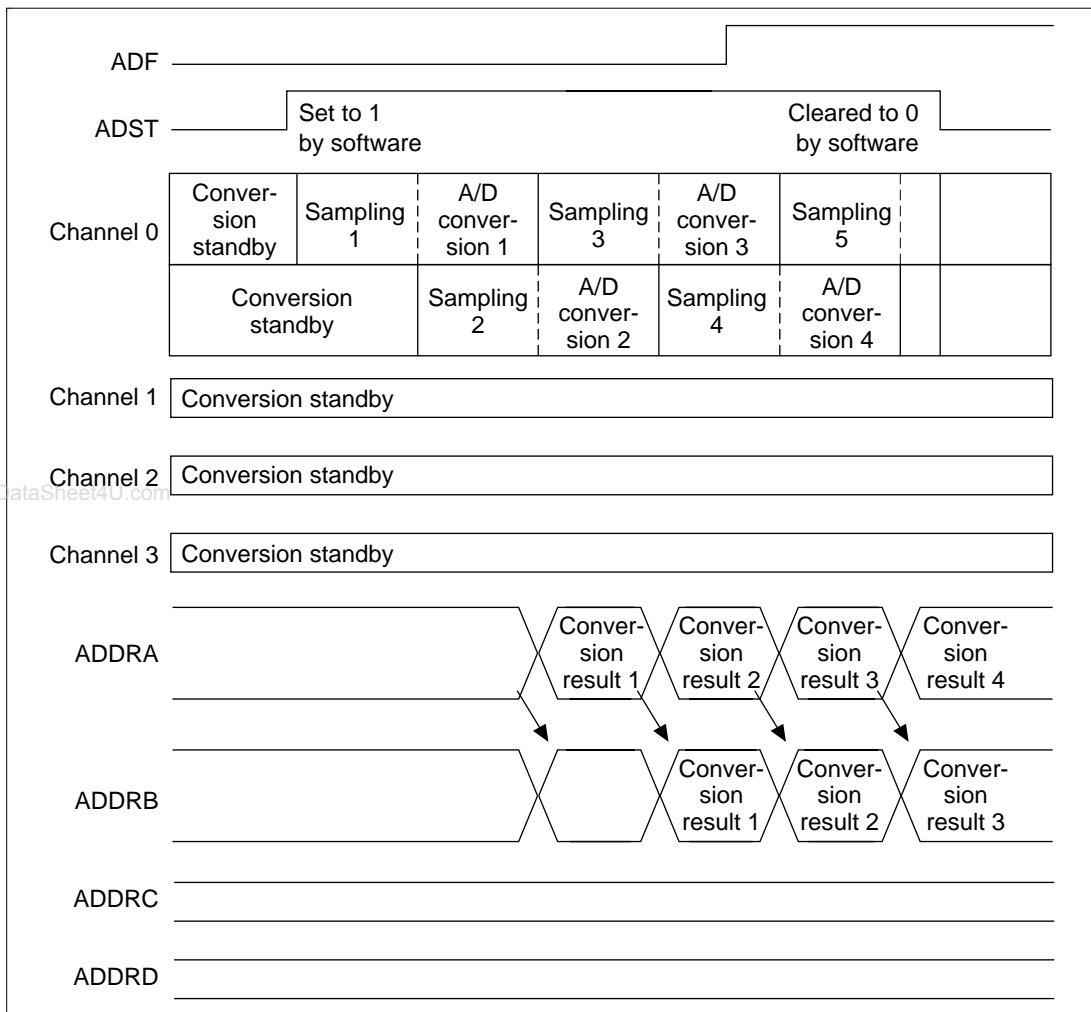 ADF
ADST
Set to 1
by software
Cleared to 0
by software
Channel 0
Conver-
sion
standby
Sampling
1
A/D
conver-
sion 1
Sampling
3
A/D
conver-
sion 3
Sampling
5
Conversion
standby
Sampling
2
A/D
conver-
sion 2
Sampling
4
A/D
conver-
sion 4
Channel 1
Conversion standby
Channel 2
Conversion standby
DataSheet4U.com
Channel 3
Conversion standby
ADDRA
Conver-
sion
result 1
Conver-
sion
result 2
Conver-
sion
result 3
Conver-
sion
result 4
ADDRB
Conver-
sion
result 1
Conver-
sion
result 2
Conver-
sion
result 3
ADDRC
ADDRD